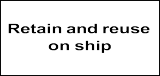 Retain and reuse
on ship